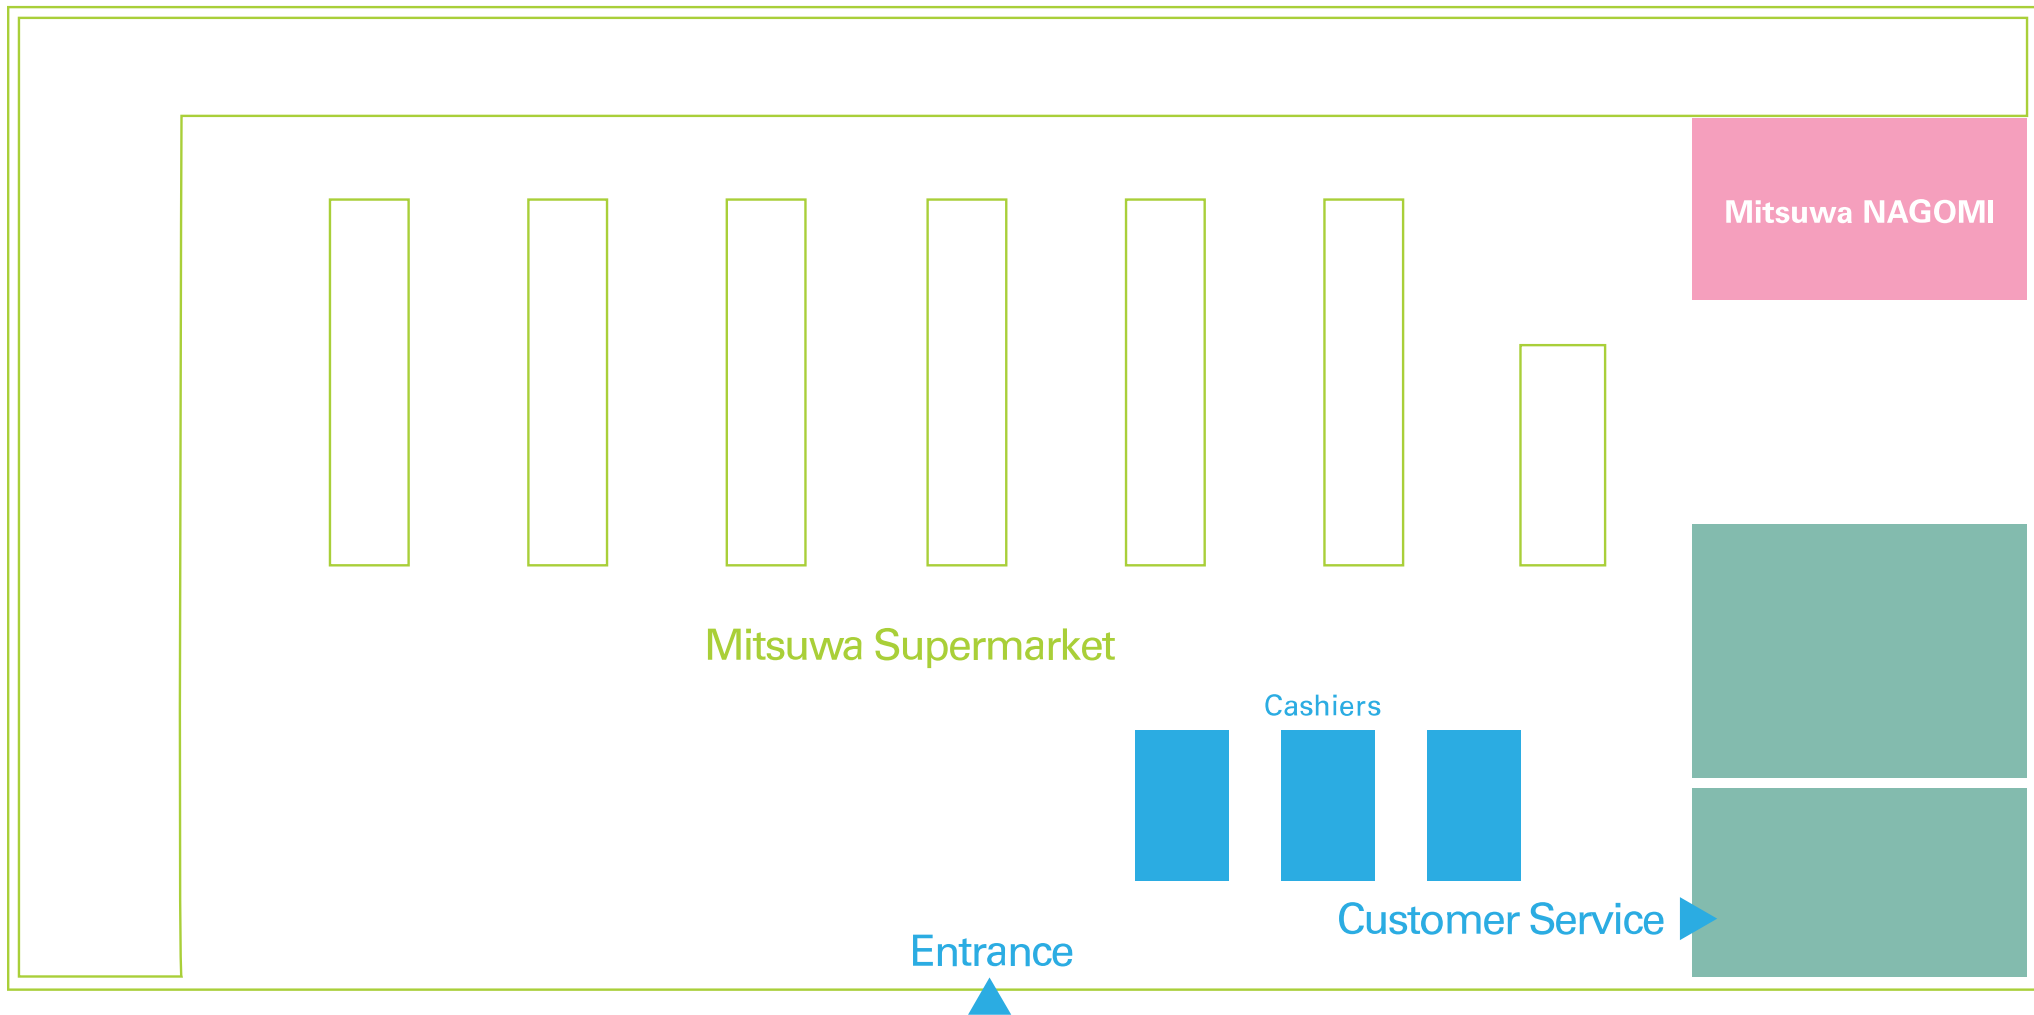 Mitsuwa NAGOMI
Mitsuwa Supermarket
Cashiers
Customer Service
Entrance